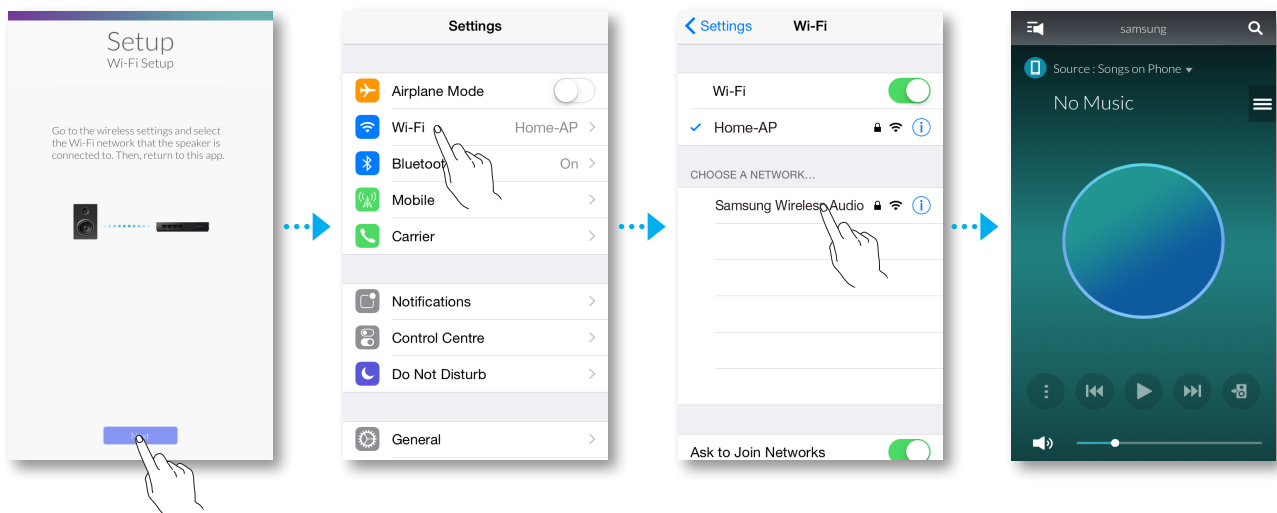 Setup
Wi-Fi Setup
Go to the wireless settings and select
the Wi-Fi network that the speaker is
connected to. Then, return to this app.
Settings
Airplane Mode
Wi-Fi Home-AP
On
Mobile
Carrier
Notifications
Control Centre
Do Not Disturb
General
Settings Wi-Fi
Wi-Fi
Home-AP
CHOOSE A NETWORK...
Samsung Wireless Audio
Ask to Join Networks
samsung
Source : Songs on Phone
No Music